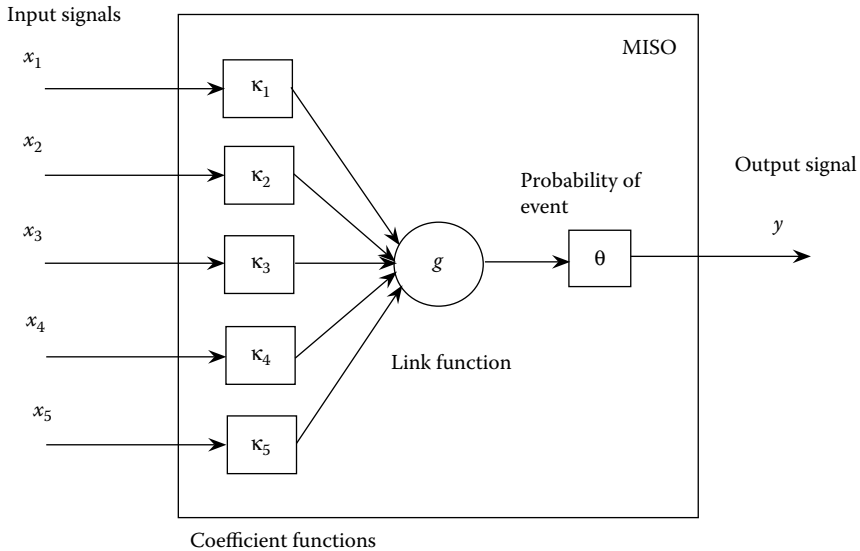 Input signals
MISO
x1
κ1
x2
κ2
x3
κ3
x4
κ4
x5
κ5
g
Link function
Probability of
event
θ
Output signal
y
Coefficient functions